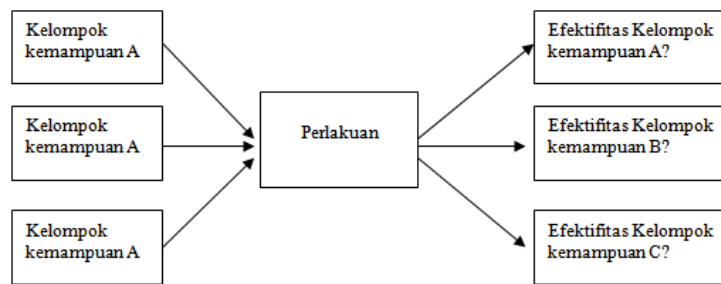 Kelompok
kemampuan A
Kelompok
kemampuan A
Kelompok
kemampuan A
Perlakuan
Efektifitas Kelompok
kemampuan A?
Efektifitas Kelompok
kemampuan B?
Efektifitas Kelompok
kemampuan C?